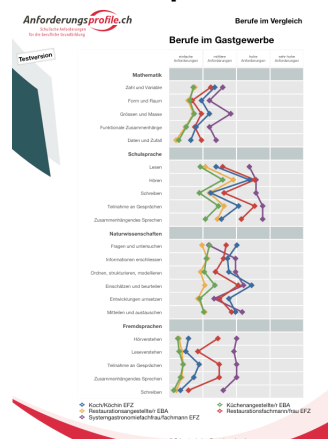 Anforderungsprofile.ch
Schulische Anforderungen
für die berufliche Grundbildung
Berufe im Vergleich
Testversion
Berufe im Gastgewerbe
einfache Anforderungen
mittlere Anforderungen
hohe Anforderungen
sehr hohe Anforderungen
Mathematik
Zahl und Variable
Form und Raum
Grössen und Masse
Funktionale Zusammenhänge
Daten und Zufall
Schulsprache
Lesen
Hören
Schreiben
Teilnahme an Gesprächen
Zusammenhängendes Sprechen
Naturwissenschaften
Fragen und untersuchen
Informationen erschliessen
Ordnen, strukturieren, modellieren
Einschätzen und beurteilen
Entwicklungen umsetzen
Mitteilen und austauschen
Fremdsprachen
Hörverstehen
Leseverstehen
Teilnahme an Gesprächen
Zusammenhängendes Sprechen
Schreiben
Koch/Köchin EFZ
Küchenangestellte/r EBA
Restaurationsangestellte/r EBA
Restaurationsfachmann/frau EFZ
Systemgastronomiefachfrau/fachmann EFZ